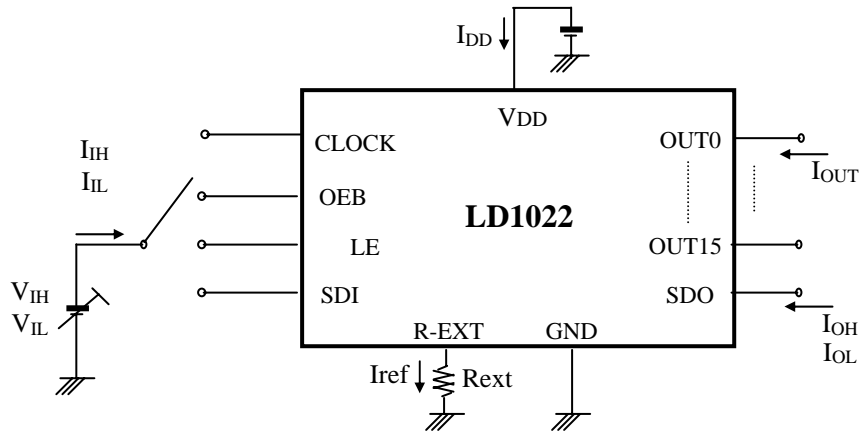 IDD
VDD
CLOCK
OUT0
IIH
IIL
IOUT
OEB
LD1022
LE
OUT15
VIH
VIL
SDI
SDO
R-EXT
GND
IOH
IOL
Iref
Rext